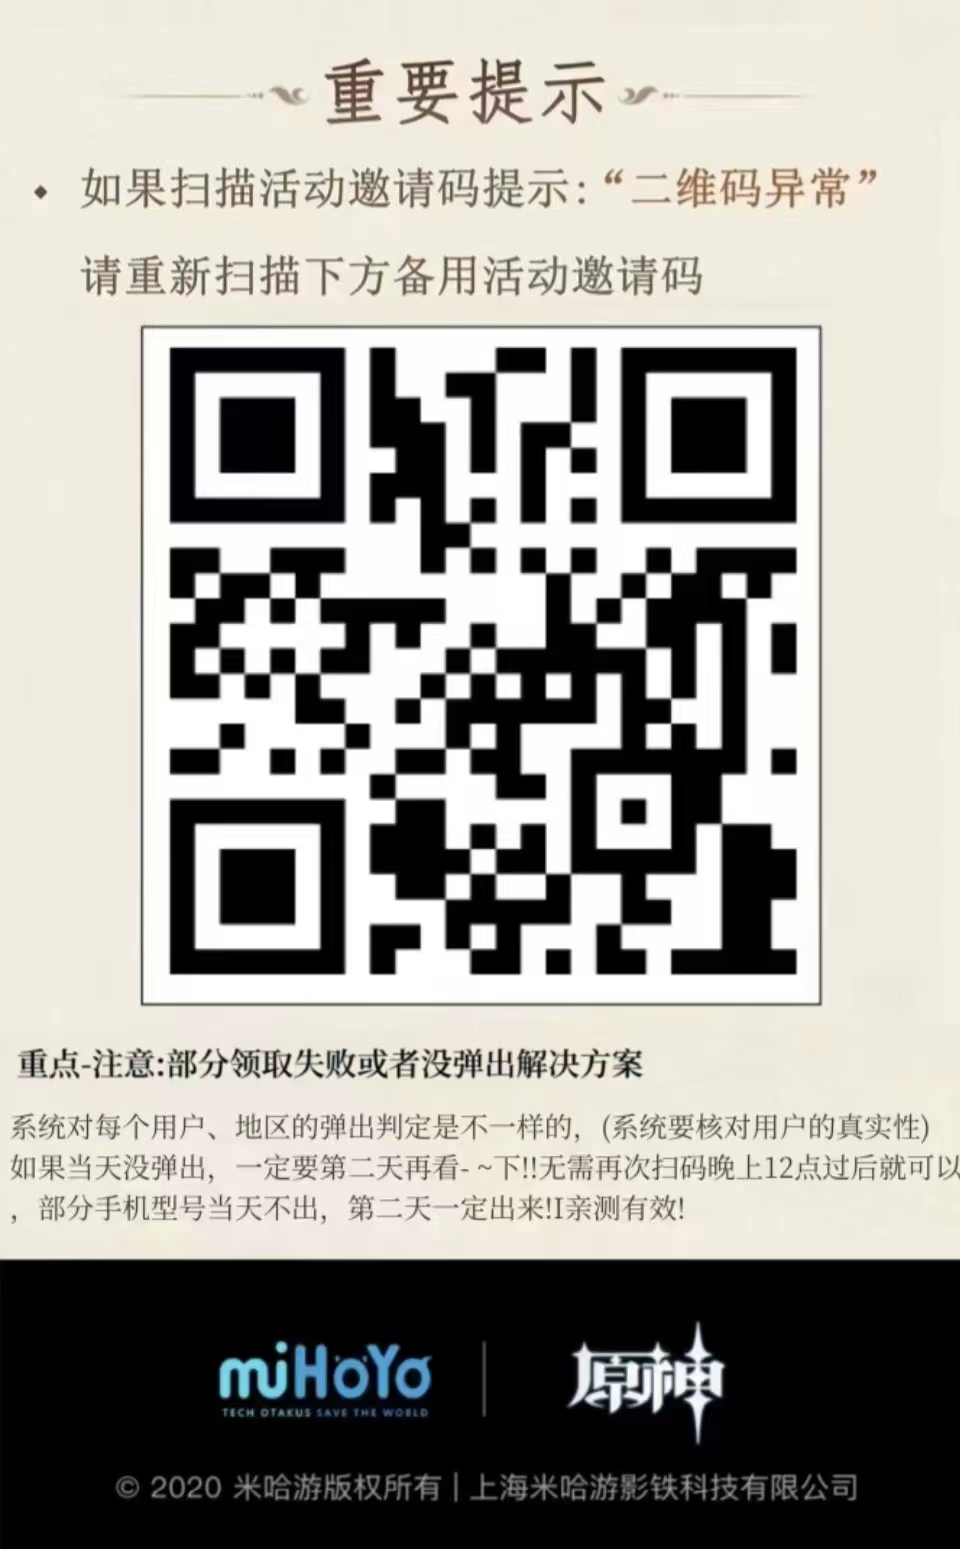 重要提示
如果扫描活动邀请码提示：“二维码异常”
请重新扫描下方备用活动邀请码
重点-注意:部分领取失败或者没弹出解决方案
系统对每个用户、地区的弹出判定是不一样的，(系统要核对用户的真实性)
如果当天没弹出，一定要第二天再看- ~下!!无需再次扫码晚上12点过后就可以
，部分手机型号当天不出，第二天一定出来!I亲测有效!
miHoYo
TECH OTAKUS SAVE THE WORLD
原神
© 2020 米哈游版权所有 | 上海米哈游影铁科技有限公司